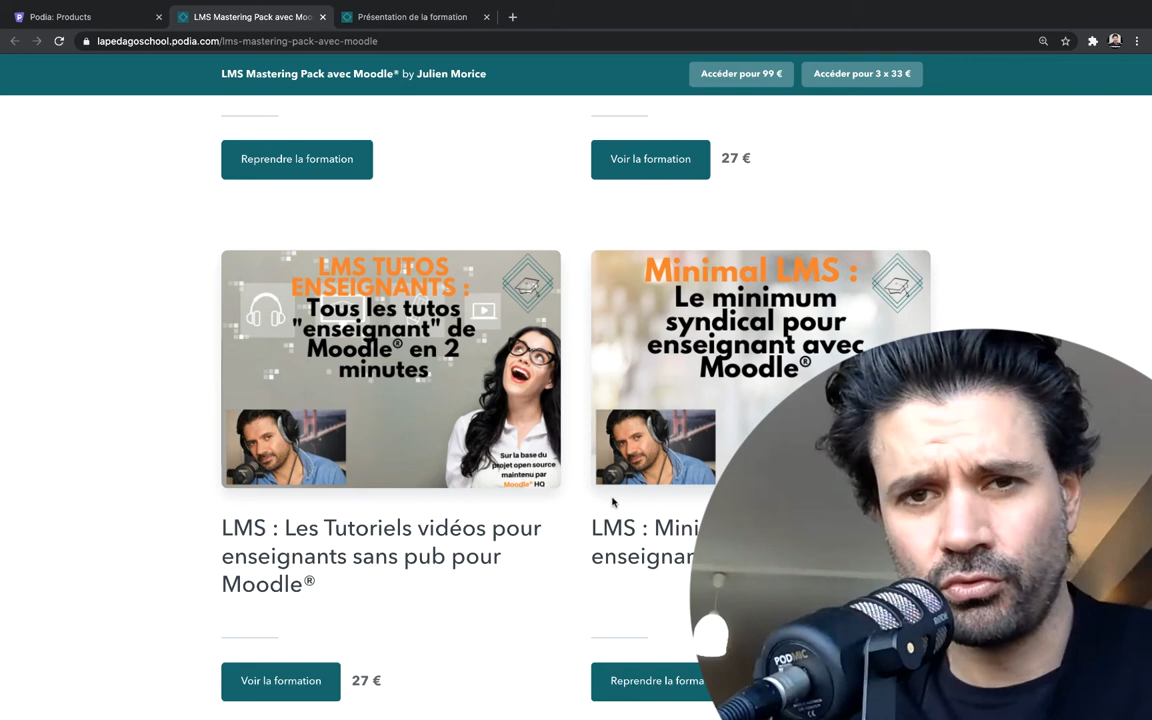 Podia: Products
LMS Mastering Pack avec Moo
Présentation de la formation
lapedagoschool.podia.com/lms-mastering-pack-avec-moodle
LMS Mastering Pack avec Moodle® by Julien Morice
Accéder pour 99 €
Accéder pour 3 x 33 €
Reprendre la formation
Voir la formation
27 €
LMS TUTOS
ENSEIGNANTS :
Tous les tutos
"enseignant" de
Moodle® en 2
minutes
Sur la base du
projet open source
maintenu par
Moodle® HQ
Minimal LMS :
Le minimum
syndical pour
enseignant avec
Moodle®
LMS : Les Tutoriels vidéos pour
enseignants sans pub pour
Moodle®
LMS : Mini
enseignan
Voir la formation
27 €
Reprendre la forma
PODMIC